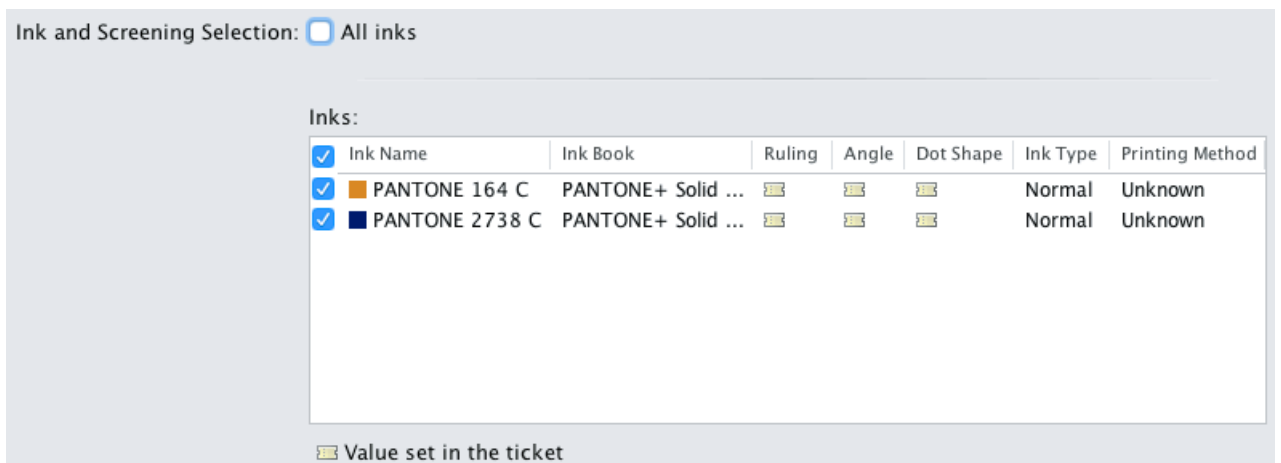 Ink and Screening Selection: All inks
Inks:
Ink Name Ink Book Ruling Angle Dot Shape Ink Type Printing Method
PANTONE 164 C PANTONE+ Solid ... Normal Unknown
PANTONE 2738 C PANTONE+ Solid ... Normal Unknown
Value set in the ticket